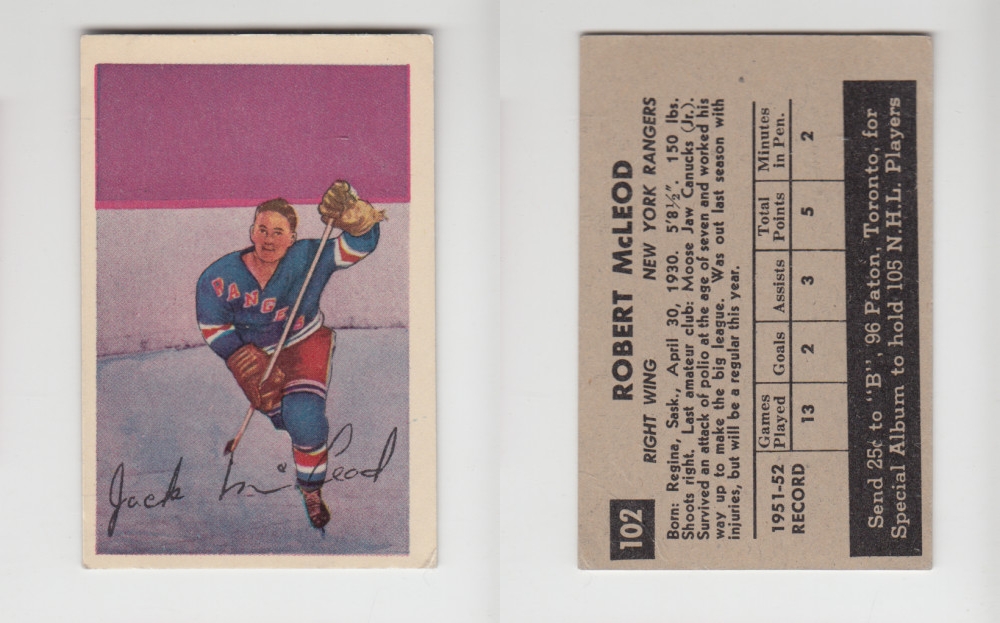 RANGE
Jack McLeod
102
ROBERT McLEOD
RIGHT WING NEW YORK RANGERS
Born: Regina, Sask., April 30, 1930. 5'8½". 150 lbs.
Shoots right. Last amateur club: Moose Jaw Canucks (Jr.).
Survived an attack of polio at the age of seven and worked his
way up to make the big league. Was out last season with
injuries, but will be a regular this year.
1951-52 RECORD
Games Played Goals Assists Total Points Minutes in Pen.
13 2 3 5 2
Send 25¢ to "B", 96 Paton, Toronto, for
Special Album to hold 105 N.H.L. Players